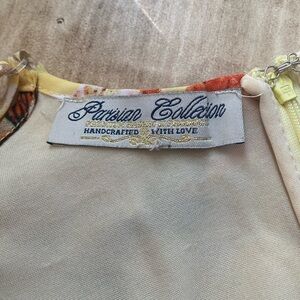 Parisian Collection
HANDCRAFTED WITH LOVE